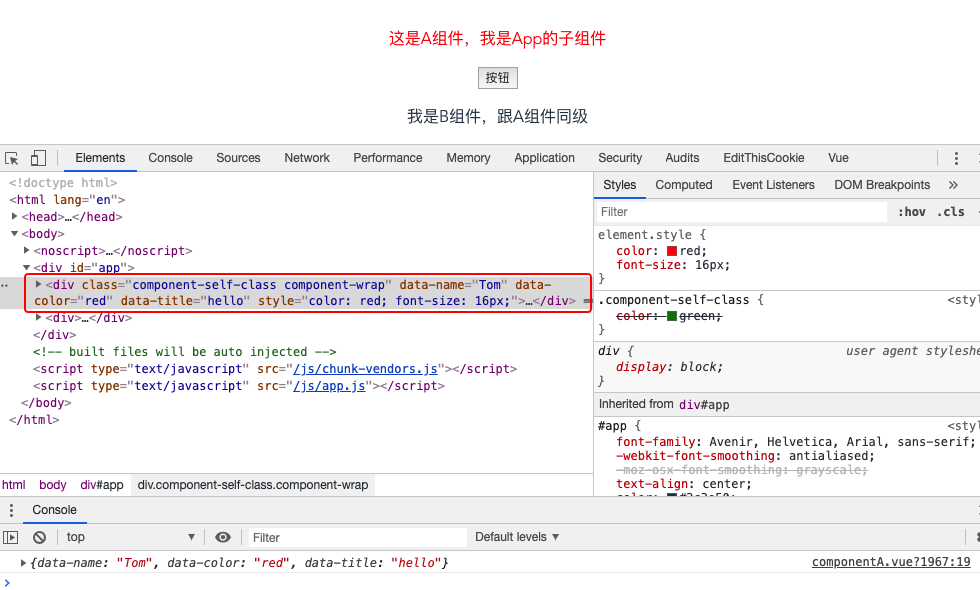 这是A组件，我是App的子组件
按钮
我是B组件，跟A组件同级
Elements Console Sources Network Performance Memory Application Security Audits EditThisCookie Vue
<!doctype html>
<html lang="en">
<head>…</head>
<body>
<noscript>…</noscript>
<div id="app">
<div class="component-self-class component-wrap" data-name="Tom" data-
color="red" data-title="hello" style="color: red; font-size: 16px;">…</div> ==
<div>…</div>
</div>
<!-- built files will be auto injected -->
<script type="text/javascript" src="/js/chunk-vendors.js"></script>
<script type="text/javascript" src="/js/app.js"></script>
</body>
</html>
html body div#app div.component-self-class.component-wrap
Styles Computed Event Listeners DOM Breakpoints »
Filter :hov .cls
element.style {
color: red;
font-size: 16px;
}
.component-self-class { <sty
color: green;
}
div { user agent styleshe
display: block;
}
Inherited from div#app
#app { <sty
font-family: Avenir, Helvetica, Arial, sans-serif;
-webkit-font-smoothing: antialiased;
-moz-osx-font-smoothing: grayscale;
text-align: center;
color: #2c3e50;
Console
top Filter Default levels
{data-name: "Tom", data-color: "red", data-title: "hello"} componentA.vue?1967:19